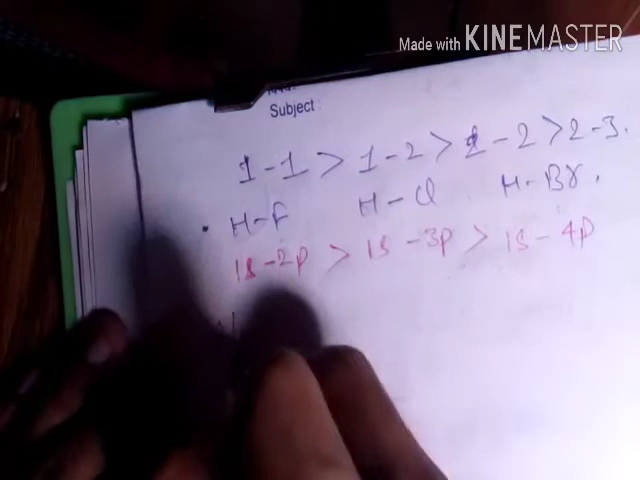 Made with KINEMASTER
Subject
1-1 > 1-2 > 2-2 > 2-3.
H-F H-Cl H-Br.
1s-2p > 1s-3p > 1s-4p